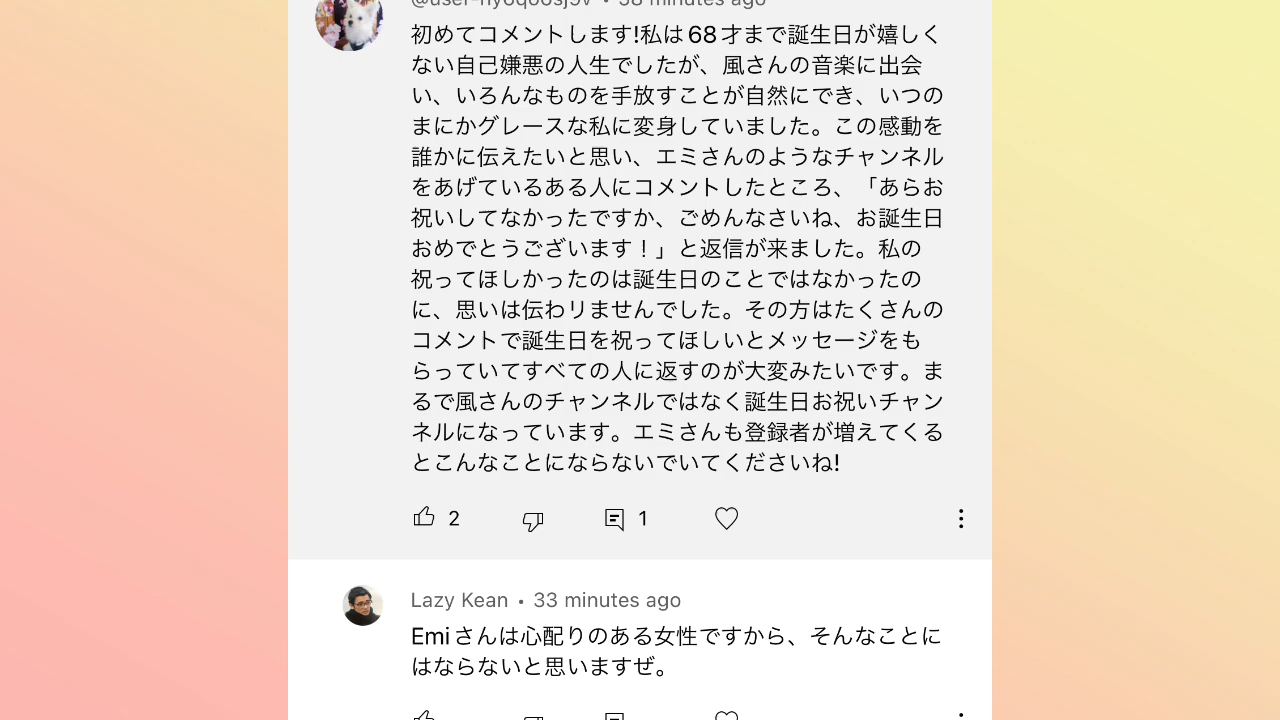 minutes ago
初めてコメントします!私は68才まで誕生日が嬉しく
ない自己嫌悪の人生でしたが、風さんの音楽に出会
い、いろんなものを手放すことが自然にでき、いつの
まにかグレースな私に変身していました。この感動を
誰かに伝えたいと思い、エミさんのようなチャンネル
をあげているある人にコメントしたところ、「あらお
祝いしてなかったですか、ごめんなさいね、お誕生日
おめでとうございます！」と返信が来ました。私の
祝ってほしかったのは誕生日のことではなかったの
に、思いは伝わりませんでした。その方はたくさんの
コメントで誕生日を祝ってほしいとメッセージをも
らっていてすべての人に返すのが大変みたいです。ま
るで風さんのチャンネルではなく誕生日お祝いチャン
ネルになっています。エミさんも登録者が増えてくる
とこんなことにならないでいてくださいね!
2 1
Lazy Kean • 33 minutes ago
Emiさんは心配りのある女性ですから、そんなことに
はならないと思いますぜ。